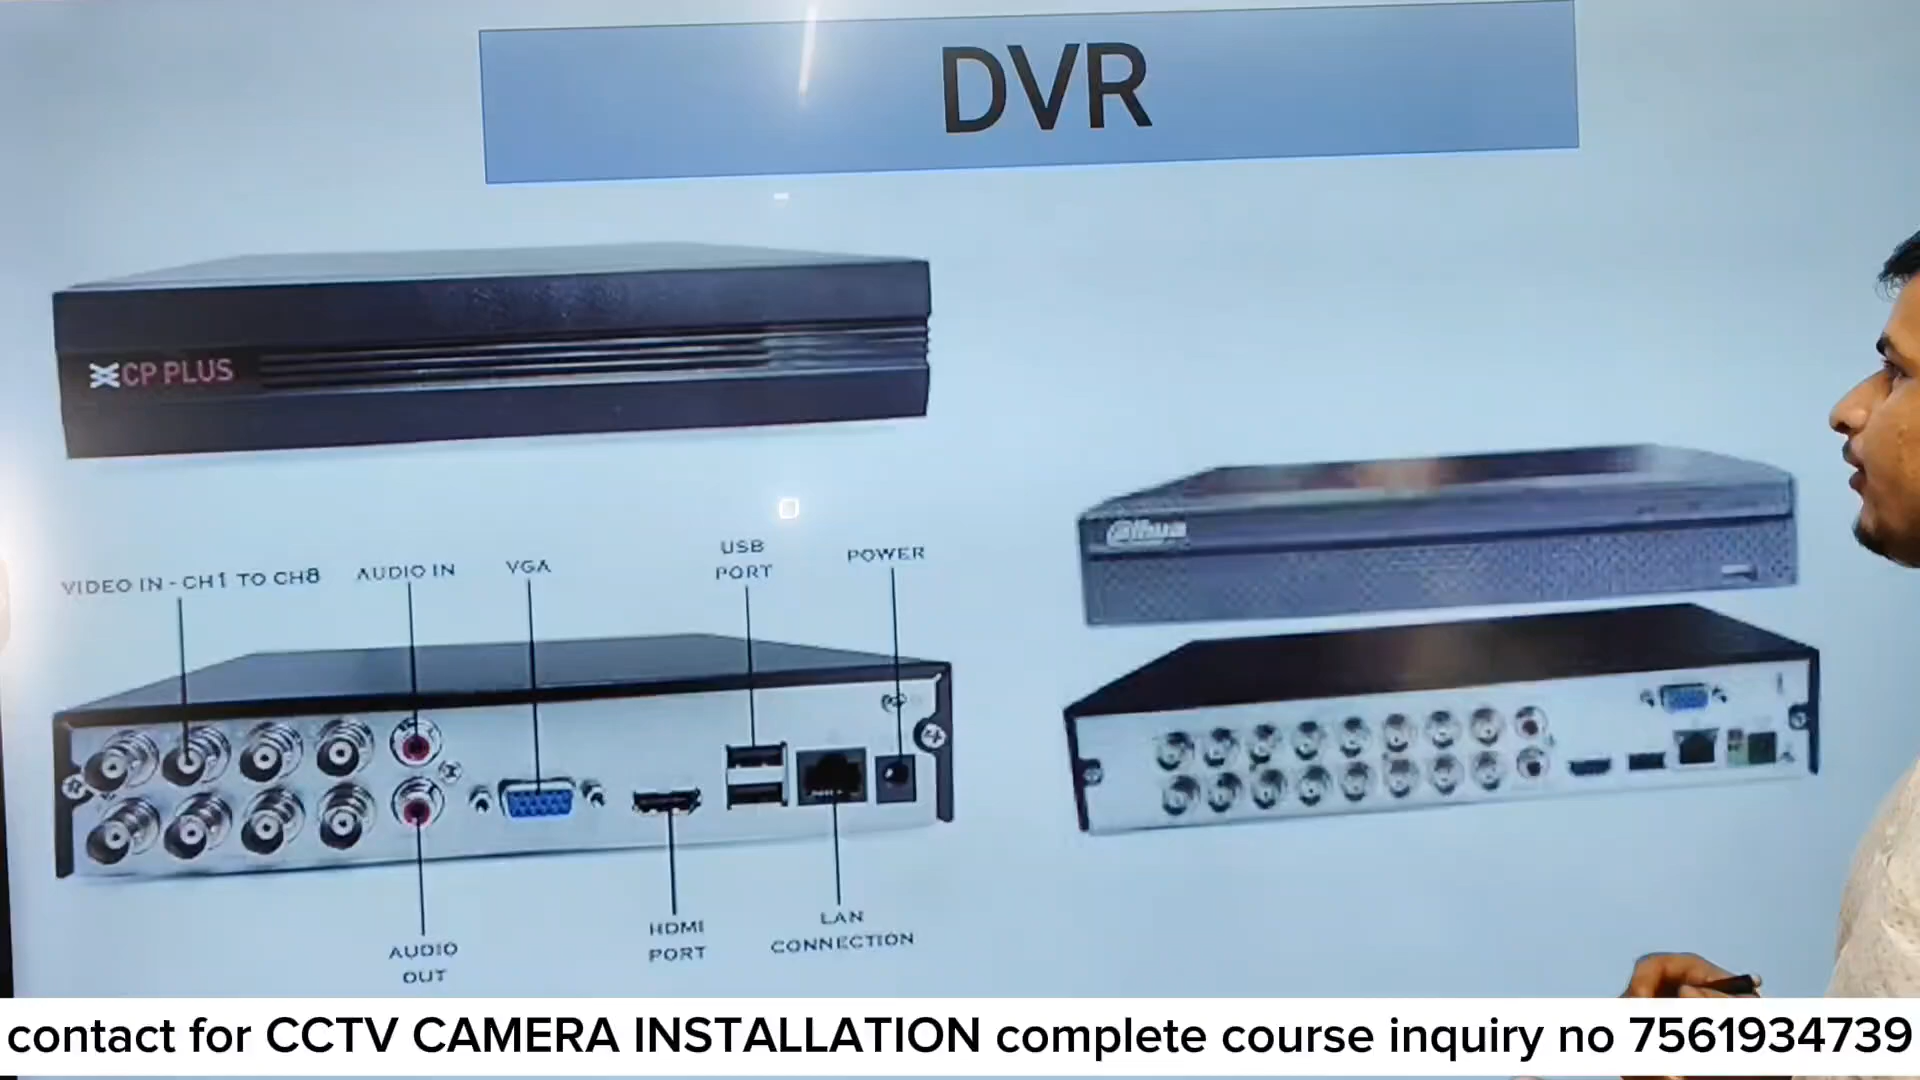 DVR
CP PLUS
alhua
VIDEO IN - CH1 TO CH8
AUDIO IN
VGA
USB
PORT
POWER
AUDIO
OUT
HDMI
PORT
LAN
CONNECTION
contact for CCTV CAMERA INSTALLATION complete course inquiry no 7561934739